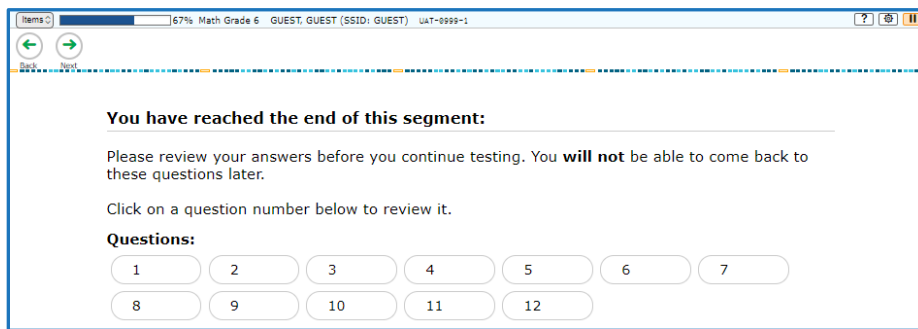 Items 67% Math Grade 6 GUEST, GUEST (SSID: GUEST) UAT-9999-1 ?
Back Next
You have reached the end of this segment:
Please review your answers before you continue testing. You will not be able to come back to
these questions later.
Click on a question number below to review it.
Questions:
1 2 3 4 5 6 7
8 9 10 11 12